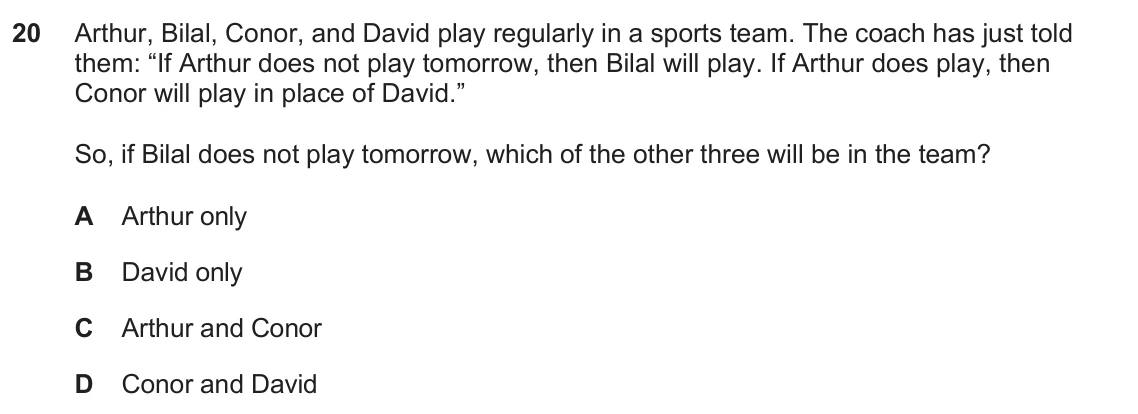 20 Arthur, Bilal, Conor, and David play regularly in a sports team. The coach has just told
them: “If Arthur does not play tomorrow, then Bilal will play. If Arthur does play, then
Conor will play in place of David.”
So, if Bilal does not play tomorrow, which of the other three will be in the team?
A Arthur only
B David only
C Arthur and Conor
D Conor and David